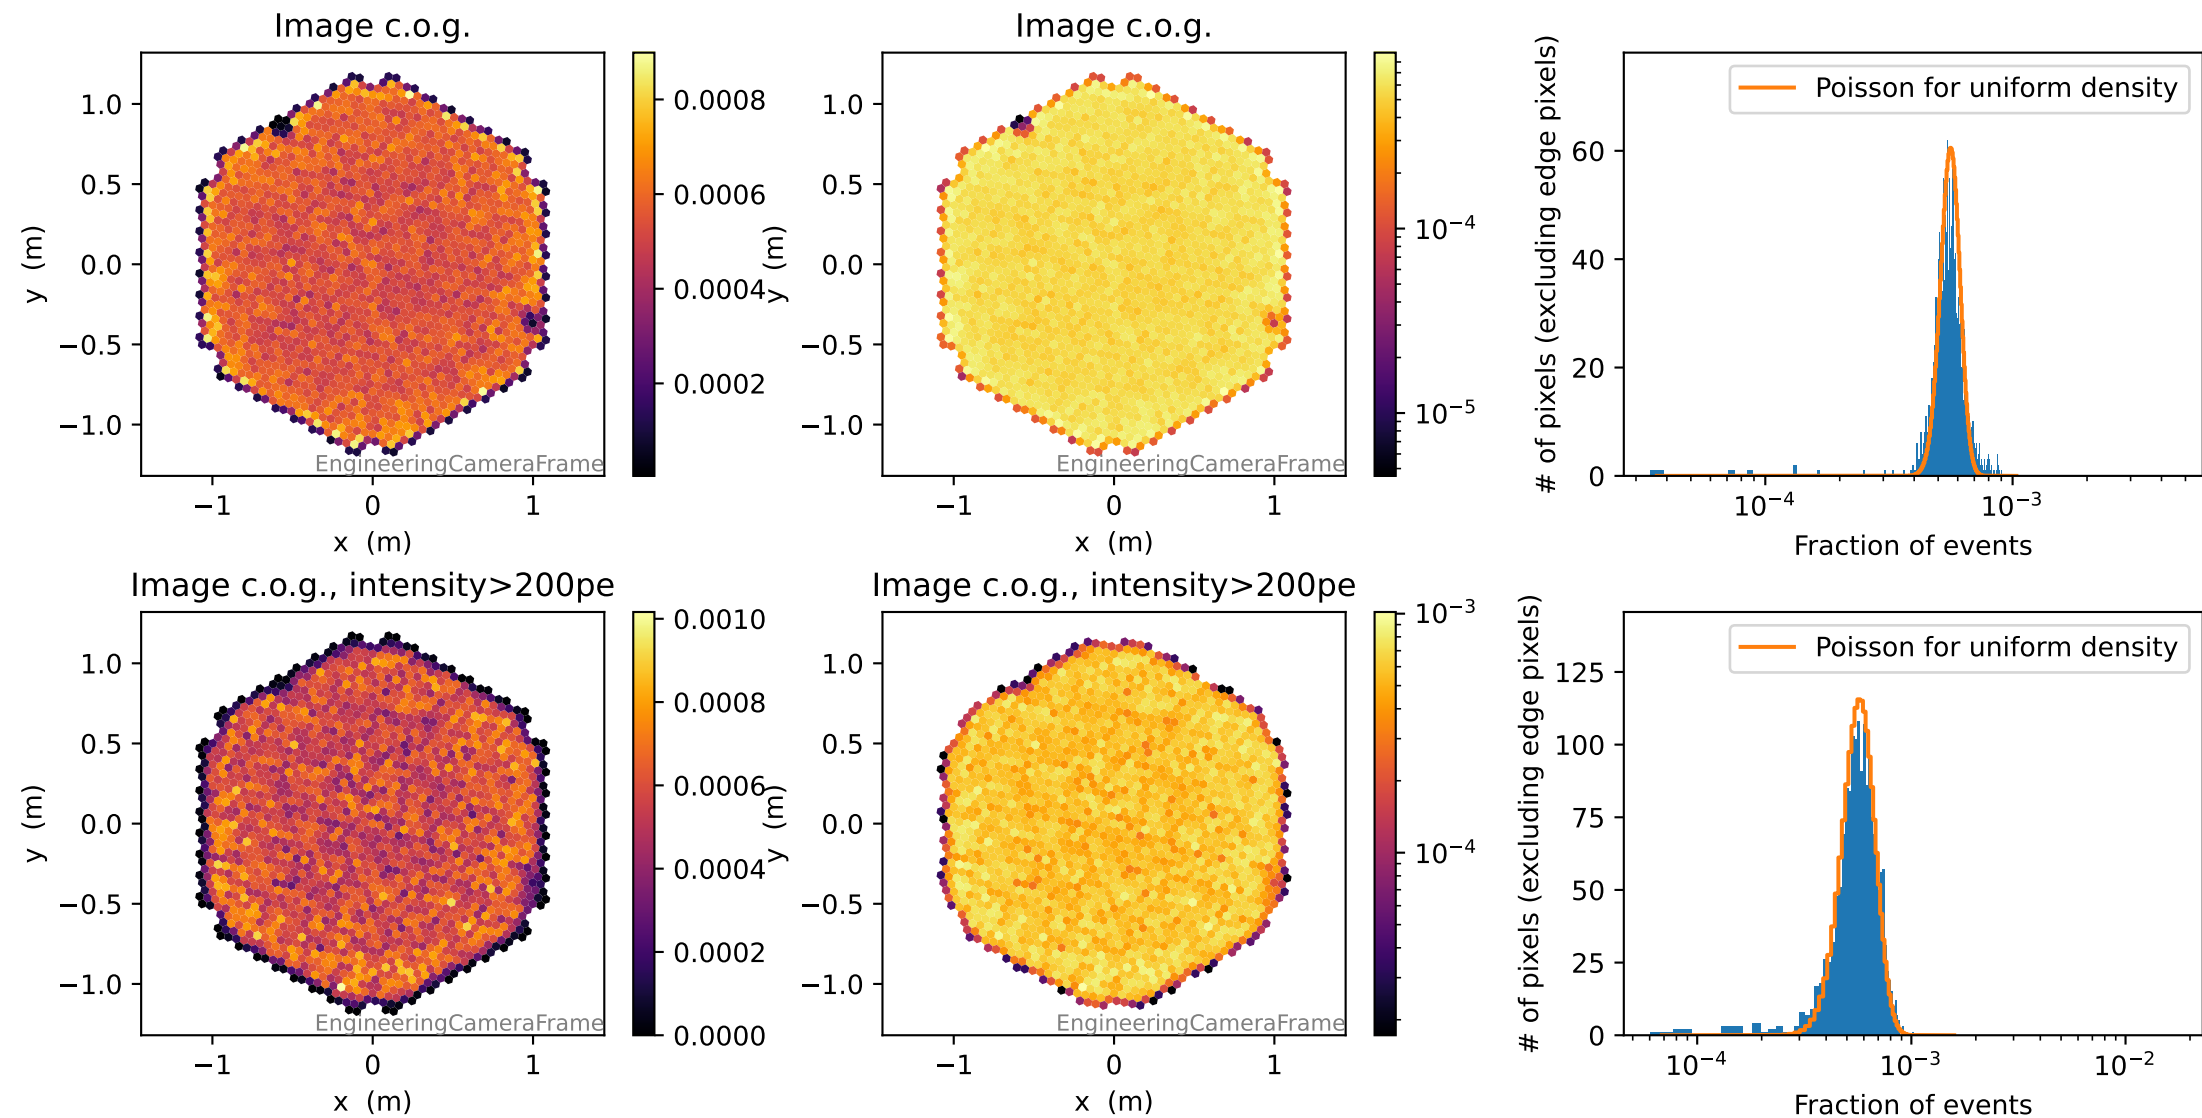 Image c.o.g.
1.0
0.5
0.0
−0.5
−1.0
y (m)
−1
0
1
x (m)
EngineeringCameraFrame
0.0008
0.0006
0.0004
0.0002
Image c.o.g.
1.0
0.5
0.0
−0.5
−1.0
y (m)
−1
0
1
x (m)
EngineeringCameraFrame
10⁻⁴
10⁻⁵
Poisson for uniform density
# of pixels (excluding edge pixels)
60
40
20
0
10⁻⁴
10⁻³
Fraction of events
Image c.o.g., intensity>200pe
1.0
0.5
0.0
−0.5
−1.0
y (m)
−1
0
1
x (m)
EngineeringCameraFrame
0.0010
0.0008
0.0006
0.0004
0.0002
0.0000
Image c.o.g., intensity>200pe
1.0
0.5
0.0
−0.5
−1.0
y (m)
−1
0
1
x (m)
EngineeringCameraFrame
10⁻³
10⁻⁴
Poisson for uniform density
# of pixels (excluding edge pixels)
125
100
75
50
25
0
10⁻⁴
10⁻³
10⁻²
Fraction of events